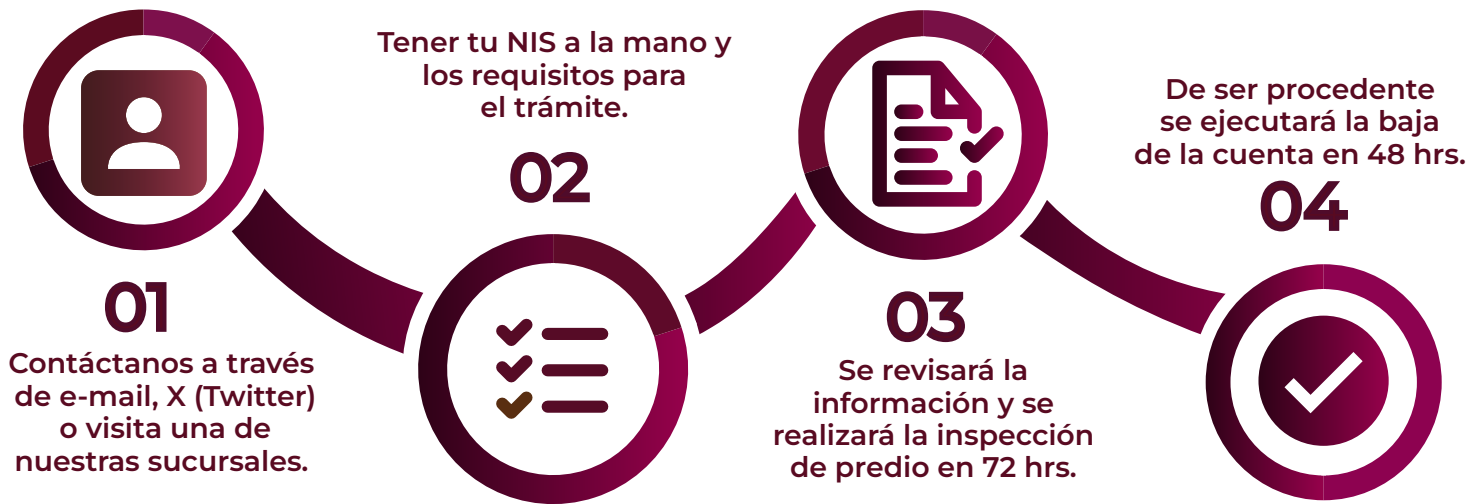 01
Contáctanos a través
de e-mail, X (Twitter)
o visita una de
nuestras sucursales.
Tener tu NIS a la mano y
los requisitos para
el trámite.
02
03
Se revisará la
información y se
realizará la inspección
de predio en 72 hrs.
De ser procedente
se ejecutará la baja
de la cuenta en 48 hrs.
04